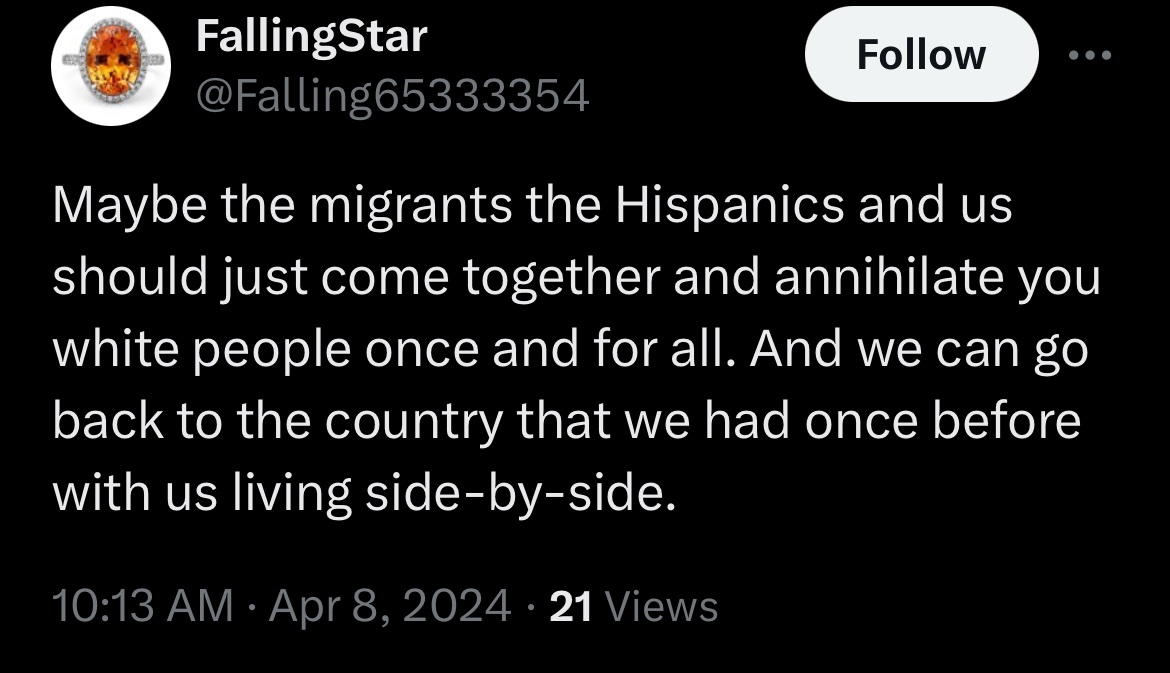 FallingStar
@Falling65333354
Follow
Maybe the migrants the Hispanics and us
should just come together and annihilate you
white people once and for all. And we can go
back to the country that we had once before
with us living side-by-side.
10:13 AM · Apr 8, 2024 · 21 Views